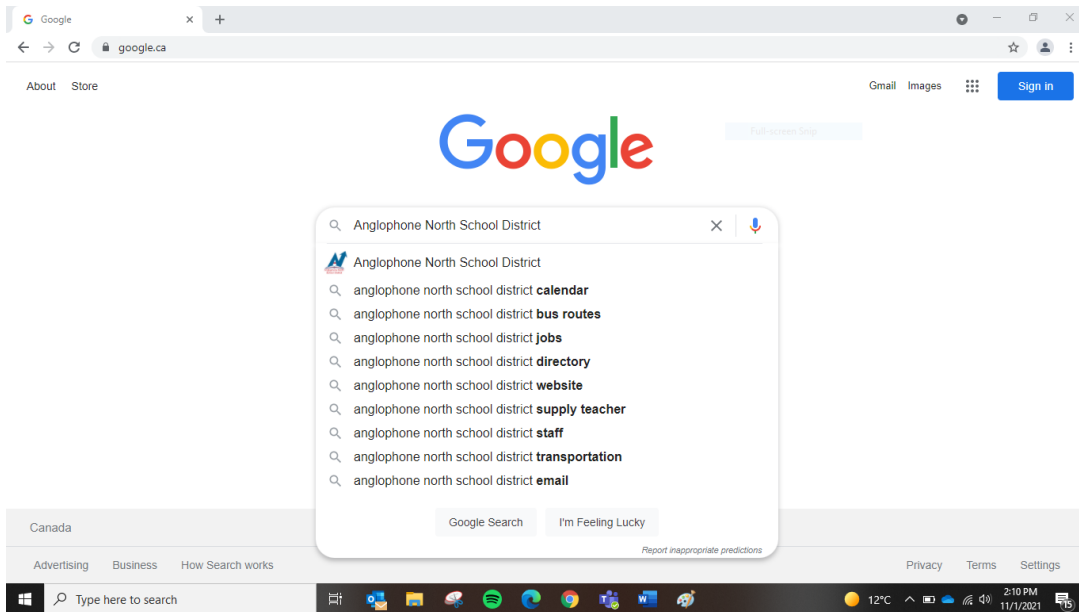 Google
google.ca
About Store Gmail Images Sign in
Full-screen Snip
Google
Anglophone North School District
Anglophone North School District
anglophone north school district calendar
anglophone north school district bus routes
anglophone north school district jobs
anglophone north school district directory
anglophone north school district website
anglophone north school district supply teacher
anglophone north school district staff
anglophone north school district transportation
anglophone north school district email
Google Search I'm Feeling Lucky
Canada
Report inappropriate predictions
Advertising Business How Search works Privacy Terms Settings
Type here to search 12°C 2:10 PM
11/1/2021 15